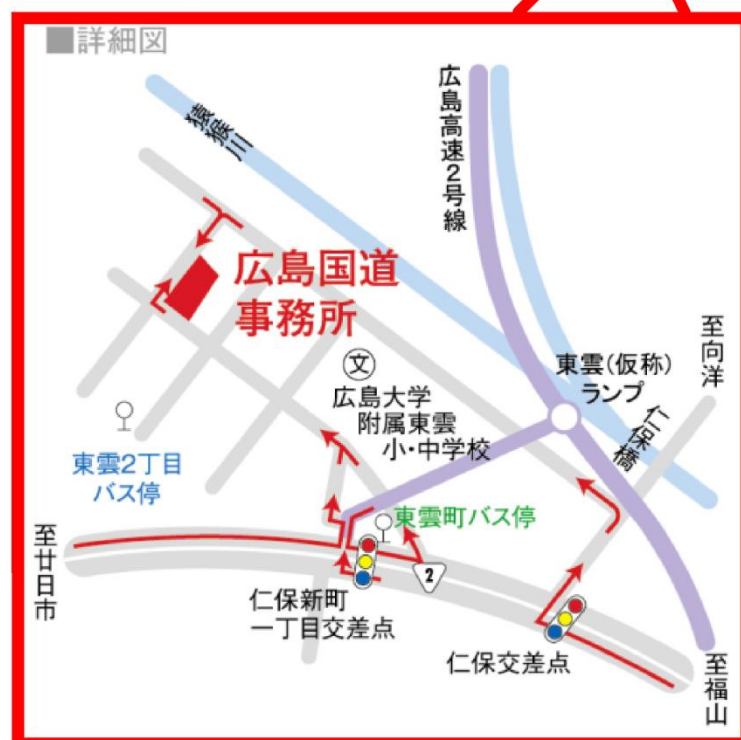 ■詳細図
猿猴川
広島高速2号線
広島国道
事務所
至向洋
文
広島大学
附属東雲
小・中学校
東雲(仮称)
ランプ
仁保橋
東雲2丁目
バス停
東雲町バス停
至廿日市
2
仁保新町
一丁目交差点
仁保交差点
至福山